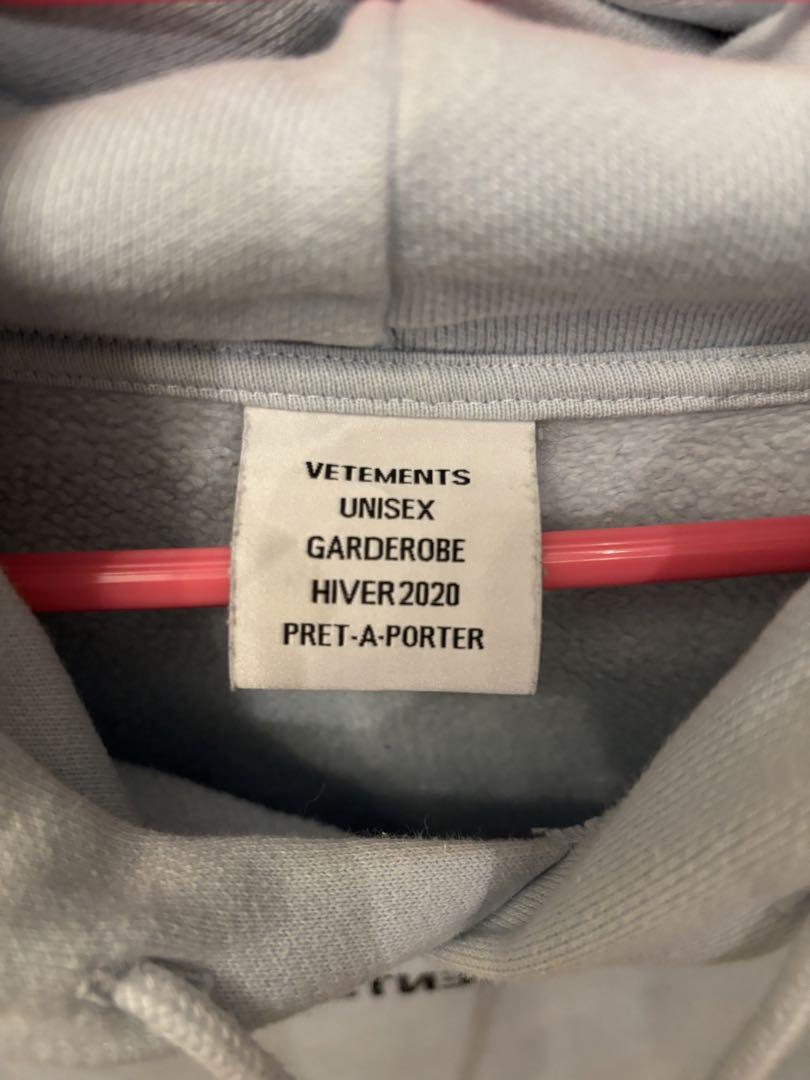 VETEMENTS
UNISEX
GARDEROBE
HIVER 2020
PRET-A-PORTER